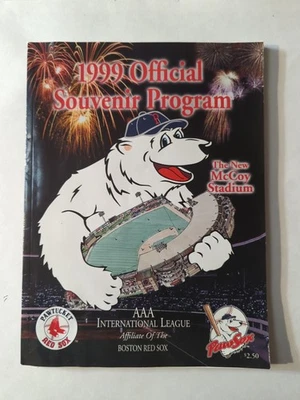 1999 Official
Souvenir Program
The New
McCoy
Stadium
PAWTUCKET
RED SOX
AAA
INTERNATIONAL LEAGUE
Affiliate Of The
BOSTON RED SOX
PawSox
$2.50